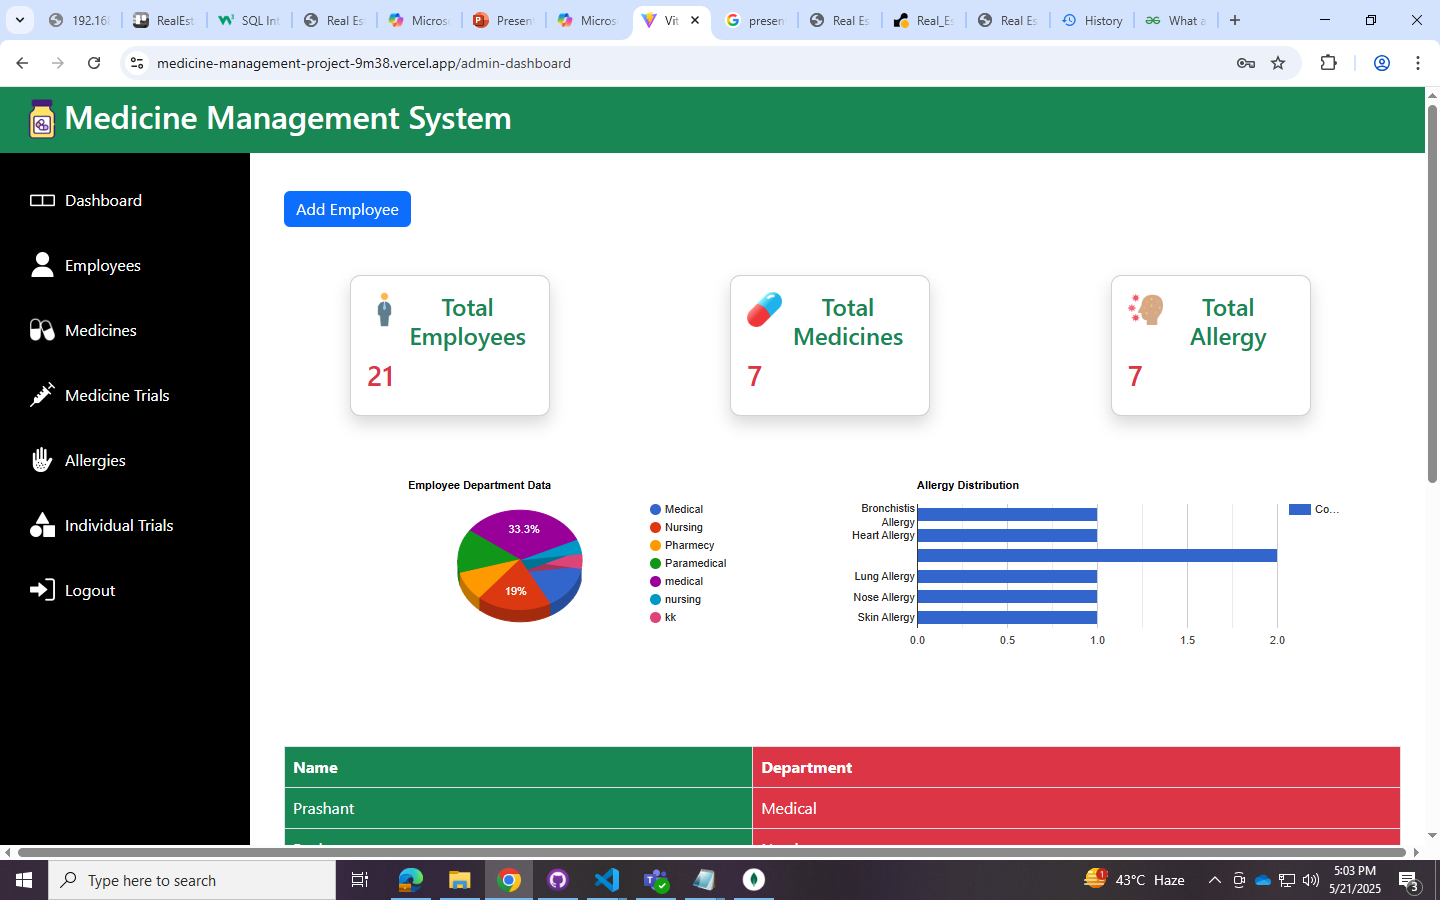 192.16
RealEst
SQL Int
Real Es
Micros
Presen
Micros
Vit
presen
Real Es
Real_Es
Real Es
History
What a
medicine-management-project-9m38.vercel.app/admin-dashboard
Medicine Management System
Dashboard
Employees
Medicines
Medicine Trials
Allergies
Individual Trials
Logout
Add Employee
Total
Employees
21
Total
Medicines
7
Total
Allergy
7
Employee Department Data
33.3%
19%
Medical
Nursing
Pharmecy
Paramedical
medical
nursing
kk
Allergy Distribution
Bronchistis
Allergy
Heart Allergy
Lung Allergy
Nose Allergy
Skin Allergy
0.0 0.5 1.0 1.5 2.0
Co...
Name Department
Prashant Medical
Type here to search
1
43°C Haze
5:03 PM
5/21/2025
3